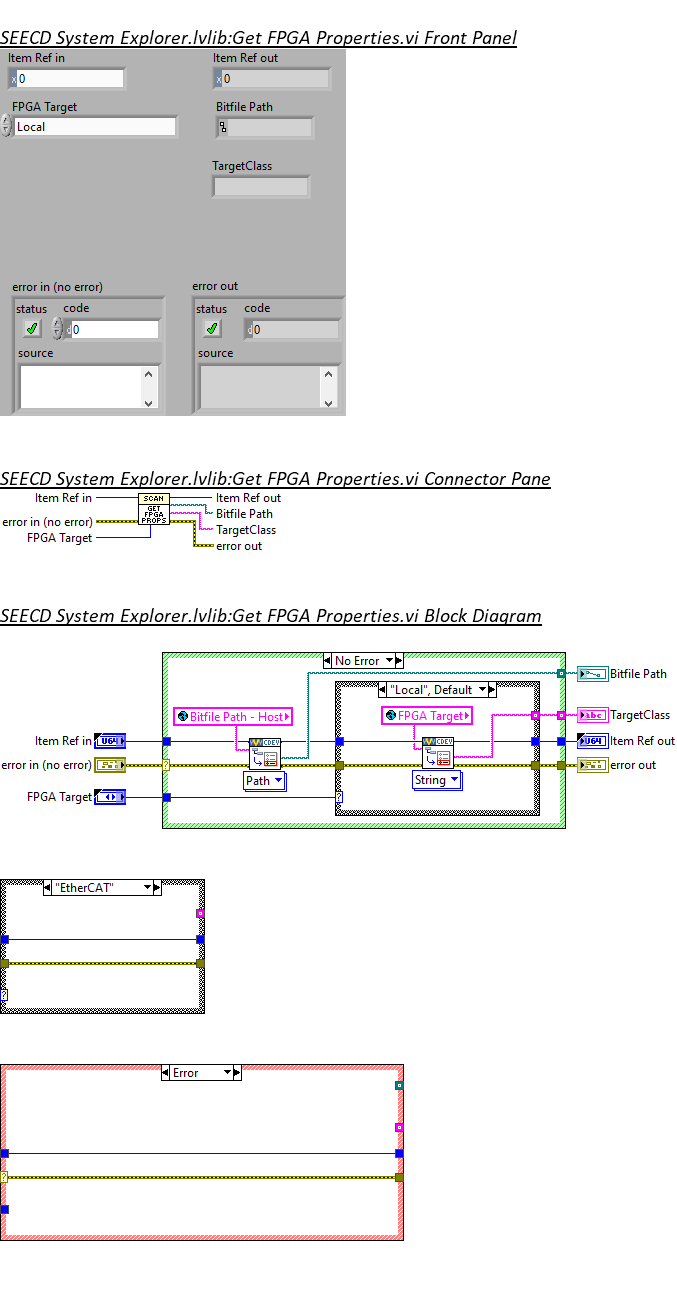 SEECD System Explorer.lvlib:Get FPGA Properties.vi Front Panel
Item Ref in
Item Ref out
x 0
x 0
FPGA Target
Bitfile Path
Local
TargetClass
error in (no error)
error out
status
code
status
code
d 0
d 0
source
source
SEECD System Explorer.lvlib:Get FPGA Properties.vi Connector Pane
Item Ref in
SCAN
Item Ref out
GET
Bitfile Path
error in (no error)
FPGA
TargetClass
PROPS
FPGA Target
error out
SEECD System Explorer.lvlib:Get FPGA Properties.vi Block Diagram
No Error
Bitfile Path
"Local", Default
Bitfile Path - Host
FPGA Target
abc
TargetClass
Item Ref in
U64
CDEV
CDEV
U64
Item Ref out
error in (no error)
?
error out
Path
String
FPGA Target
?
"EtherCAT"
?
Error
?